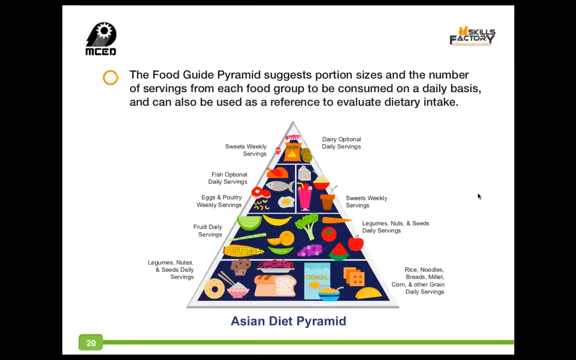 MCED
SKILLS
FACTORY
The Food Guide Pyramid suggests portion sizes and the number
of servings from each food group to be consumed on a daily basis,
and can also be used as a reference to evaluate dietary intake.
Sweets Weekly
Servings
Dairy Optional
Daily Servings
Fish Optional
Daily Servings
Eggs & Poultry
Weekly Servings
Sweets Weekly
Servings
Fruit Daily
Servings
Legumes, Nuts, & Seeds
Daily Servings
Legumes, Nutes,
& Seeds Daily
Servings
Rice, Noodles,
Breads, Millet,
Corn, & other Grain
Daily Servings
Asian Diet Pyramid
20